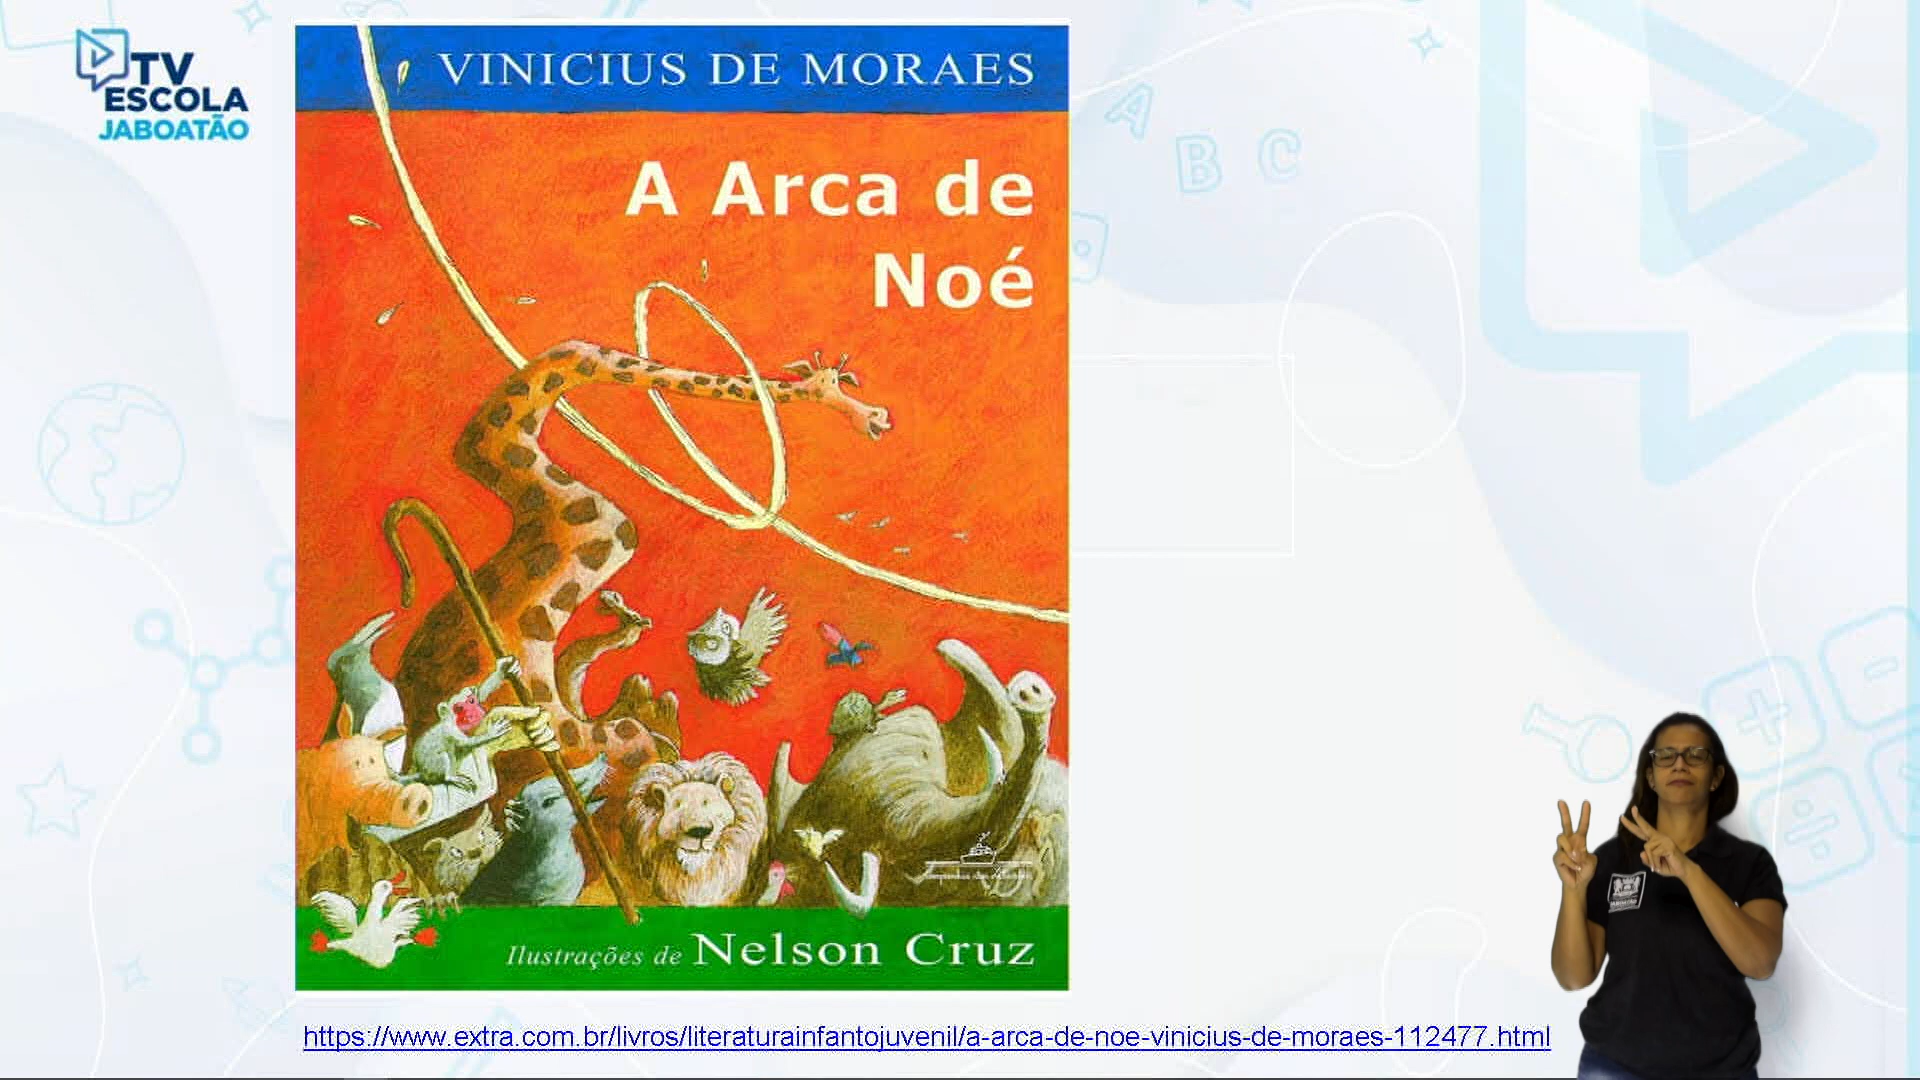 TV
ESCOLA
JABOATÃO
VINICIUS DE MORAES
A Arca de
Noé
A
B
C
Ilustrações de Nelson Cruz
https://www.extra.com.br/livros/literaturainfantojuvenil/a-arca-de-noe-vinicius-de-moraes-112477.html
JABOATÃO